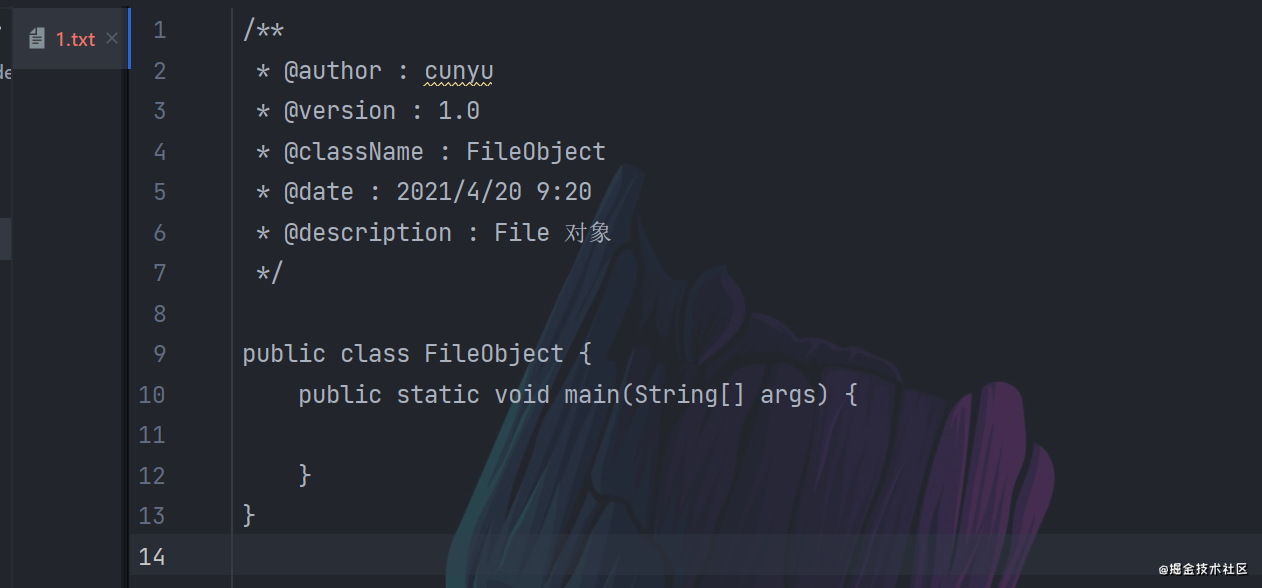 1.txt
de
1 /**
2 * @author : cunyu
3 * @version : 1.0
4 * @className : FileObject
5 * @date : 2021/4/20 9:20
6 * @description : File 对象
7 */
8
9 public class FileObject {
10 public static void main(String[] args) {
11
12 }
13 }
14
@掘金技术社区